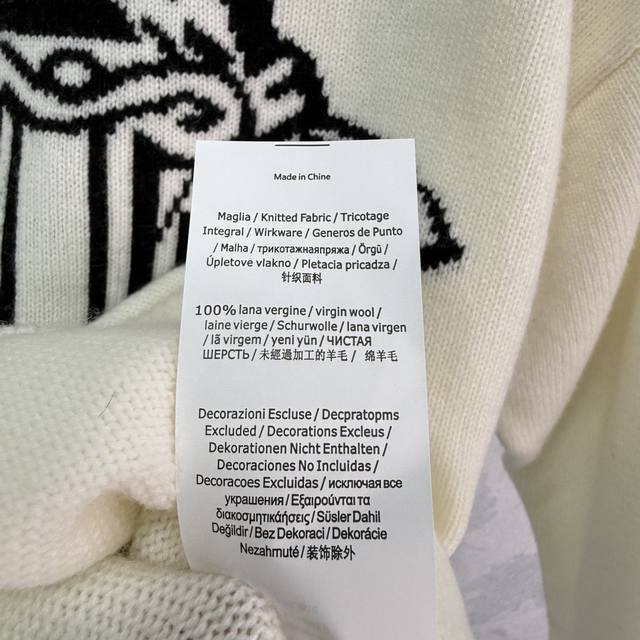 Made in Chine
Maglia / Knitted Fabric / Tricotage
Integral / Wirkware / Generos de Punto
/ Malha / трикотажнаяпряжа / Örgü /
Úpletove vlakno / Pletacia pricadza /
针织面料
100% lana vergine / virgin wool /
laine vierge / Schurwolle / lana virgen
/ lã virgem / yeni yün / ЧИСТАЯ
ШЕРСТЬ / 未經過加工的羊毛 / 绵羊毛
Decorazioni Escluse / Decpratopms
Excluded / Decorations Excleus /
Dekorationen Nicht Enthalten /
Decoraciones No Incluidas /
Decoracoes Excluidas / исключая все
украшения / Εξαιρούνται τα
διακοσμητικάήσεις / Süsler Dahil
Değildir / Bez Dekoraci / Dekorácie
Nezahrnuté / 装饰除外